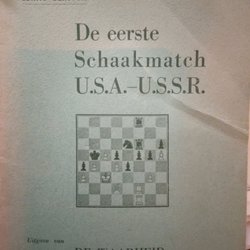 De eerste
Schaakmatch
U.S.A.–U.S.S.R.
Uitgave van